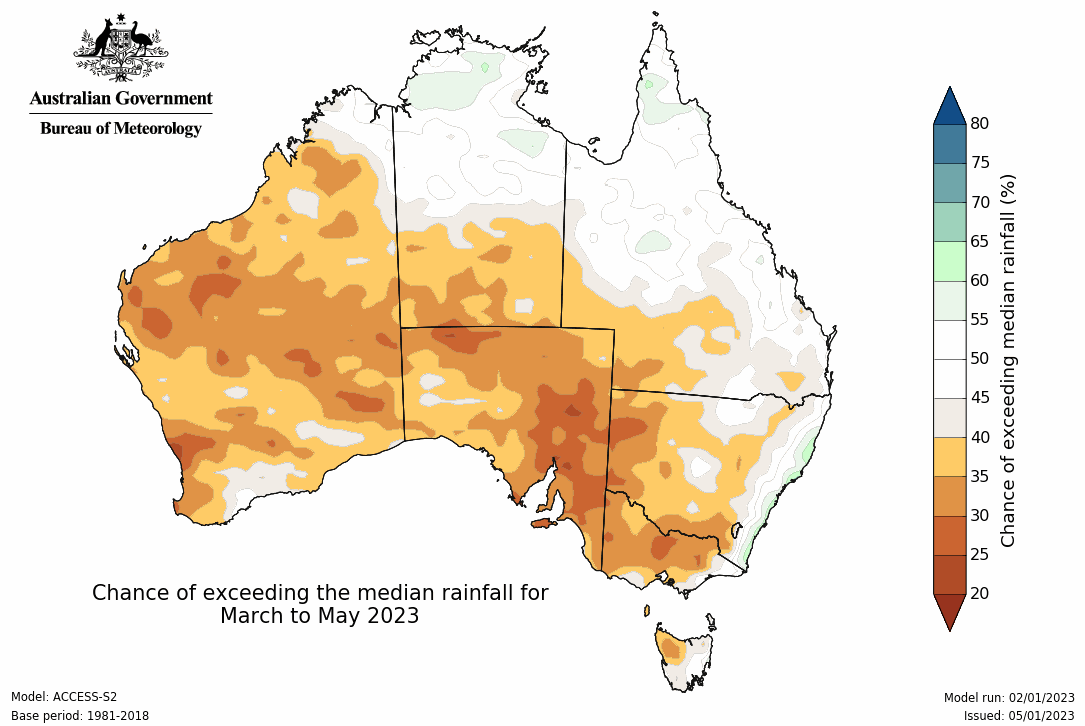 AUSTRALIA
Australian Government
Bureau of Meteorology
80
75
70
65
60
55
50
45
40
35
30
25
20
Chance of exceeding median rainfall (%)
Chance of exceeding the median rainfall for
March to May 2023
Model: ACCESS-S2
Base period: 1981-2018
Model run: 02/01/2023
Issued: 05/01/2023